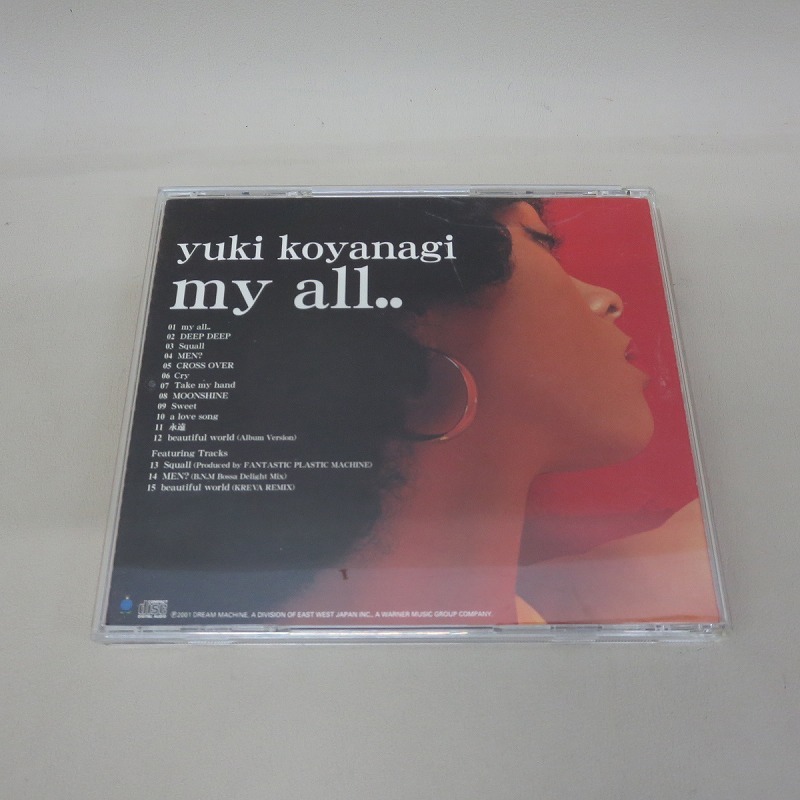 yuki koyanagi
my all..
01 my all..
02 DEEP DEEP
03 Squall
04 MEN?
05 CROSS OVER
06 Cry
07 Take my hand
08 MOONSHINE
09 Sweet
10 a love song
11 永遠
12 beautiful world (Album Version)
Featuring Tracks
13 Squall (Produced by FANTASTIC PLASTIC MACHINE)
14 MEN? (B.N.M Bossa Delight Mix)
15 beautiful world (KREVA REMIX)
disc
DIGITAL AUDIO
℗2001 DREAM MACHINE, A DIVISION OF EAST WEST JAPAN INC., A WARNER MUSIC GROUP COMPANY.